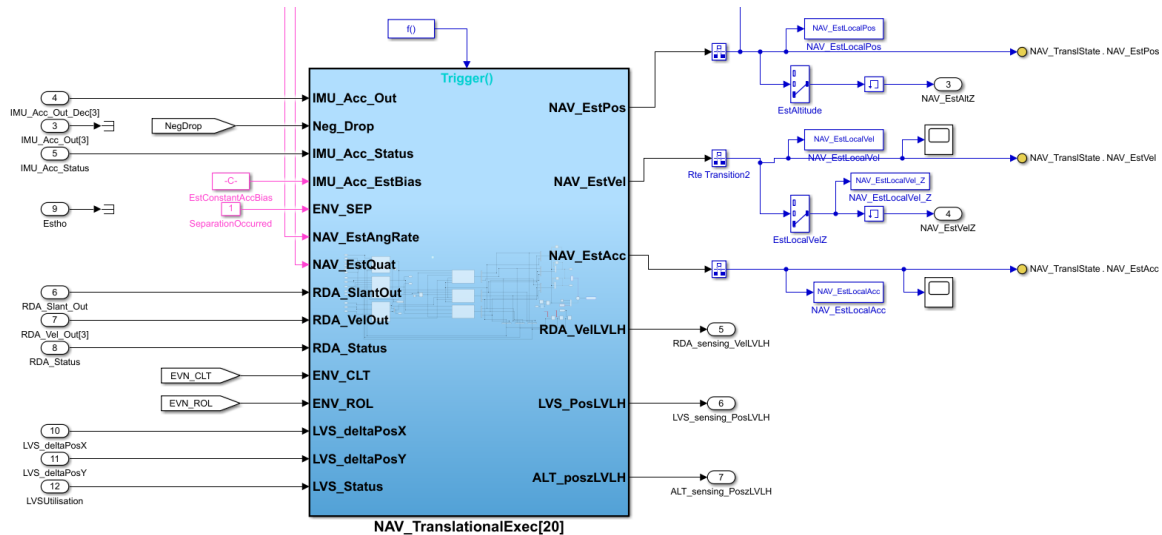 f()
Trigger()
4
IMU_Acc_Out_Dec[3]
3
IMU_Acc_Out[3]
5
IMU_Acc_Status
NegDrop
-C-
EstConstantAccBias
1
SeparationOccurred
9
Estho
6
RDA_Slant_Out
7
RDA_Vel_Out[3]
8
RDA_Status
EVN_CLT
EVN_ROL
10
LVS_deltaPosX
11
LVS_deltaPosY
12
LVSUtilisation
IMU_Acc_Out
Neg_Drop
IMU_Acc_Status
IMU_Acc_EstBias
ENV_SEP
NAV_EstAngRate
NAV_EstQuat
RDA_SlantOut
RDA_VelOut
RDA_Status
ENV_CLT
ENV_ROL
LVS_deltaPosX
LVS_deltaPosY
LVS_Status
NAV_EstPos
NAV_EstVel
NAV_EstAcc
RDA_VelLVLH
LVS_PosLVLH
ALT_poszLVLH
NAV_TranslationalExec[20]
NAV_EstLocalPos
NAV_EstLocalPos
NAV_TranslState . NAV_EstPos
EstAltitude
3
NAV_EstAltZ
NAV_EstLocalVel
NAV_EstLocalVel
NAV_TranslState . NAV_EstVel
Rte Transition2
NAV_EstLocalVel_Z
NAV_EstLocalVel_Z
EstLocalVelZ
4
NAV_EstVelZ
NAV_TranslState . NAV_EstAcc
NAV_EstLocalAcc
NAV_EstLocalAcc
5
RDA_sensing_VelLVLH
6
LVS_sensing_PosLVLH
7
ALT_sensing_PoszLVLH